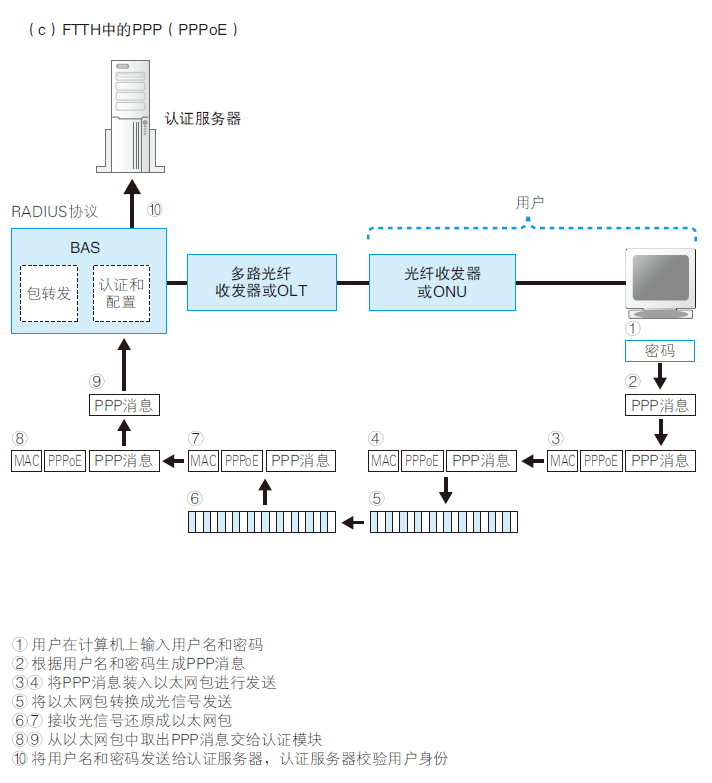 （c）FTTH中的PPP（PPPoE）
认证服务器
RADIUS协议
⑩
用户
BAS
包转发
认证和
配置
多路光纤
收发器或OLT
光纤收发器
或ONU
①
密码
⑨
②
PPP消息
PPP消息
⑧
⑦
④
③
MAC PPPoE PPP消息
MAC PPPoE PPP消息
MAC PPPoE PPP消息
MAC PPPoE PPP消息
⑥
⑤
① 用户在计算机上输入用户名和密码
② 根据用户名和密码生成PPP消息
③④ 将PPP消息装入以太网包进行发送
⑤ 将以太网包转换成光信号发送
⑥⑦ 接收光信号还原成以太网包
⑧⑨ 从以太网包中取出PPP消息交给认证模块
⑩ 将用户名和密码发送给认证服务器，认证服务器校验用户身份